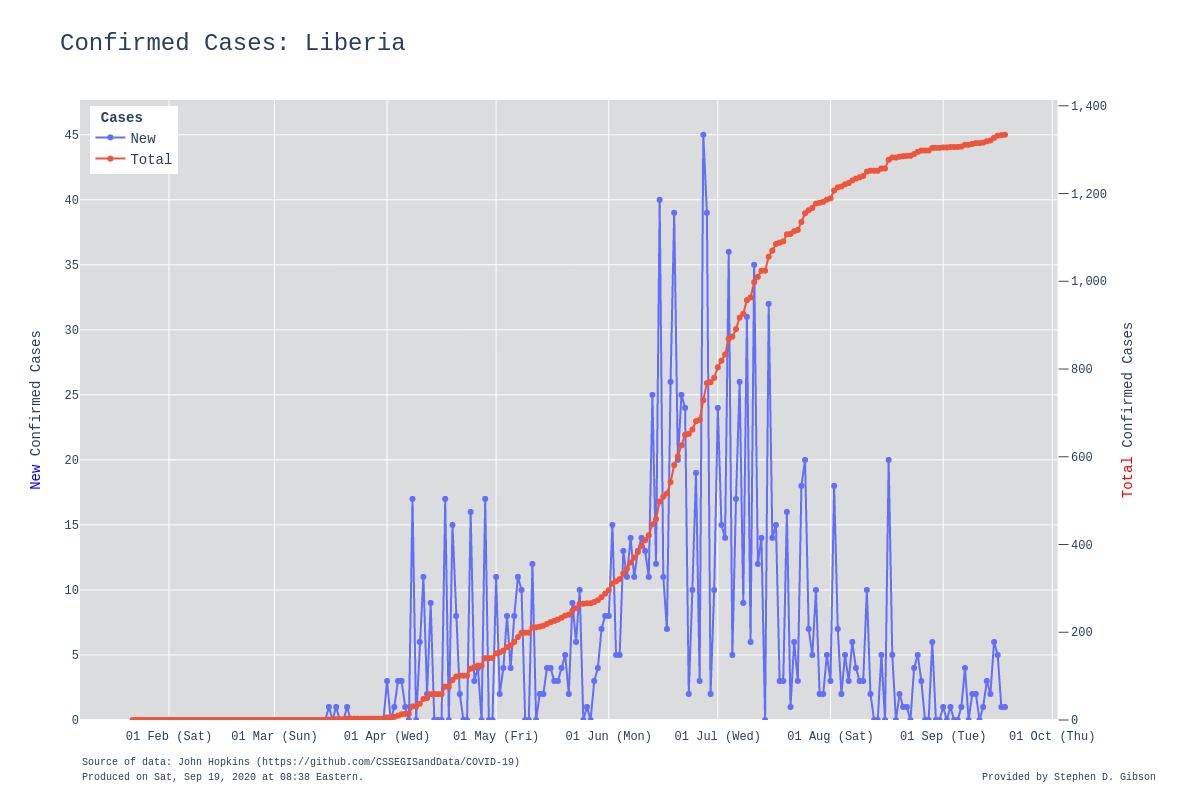 Confirmed Cases: Liberia
Cases
New
Total
45
40
35
30
25
20
15
10
5
0
1,400
1,200
1,000
800
600
400
200
0
New Confirmed Cases
Total Confirmed Cases
01 Feb (Sat) 01 Mar (Sun) 01 Apr (Wed) 01 May (Fri) 01 Jun (Mon) 01 Jul (Wed) 01 Aug (Sat) 01 Sep (Tue) 01 Oct (Thu)
Source of data: John Hopkins (https://github.com/CSSEGISandData/COVID-19)
Produced on Sat, Sep 19, 2020 at 08:38 Eastern.
Provided by Stephen D. Gibson